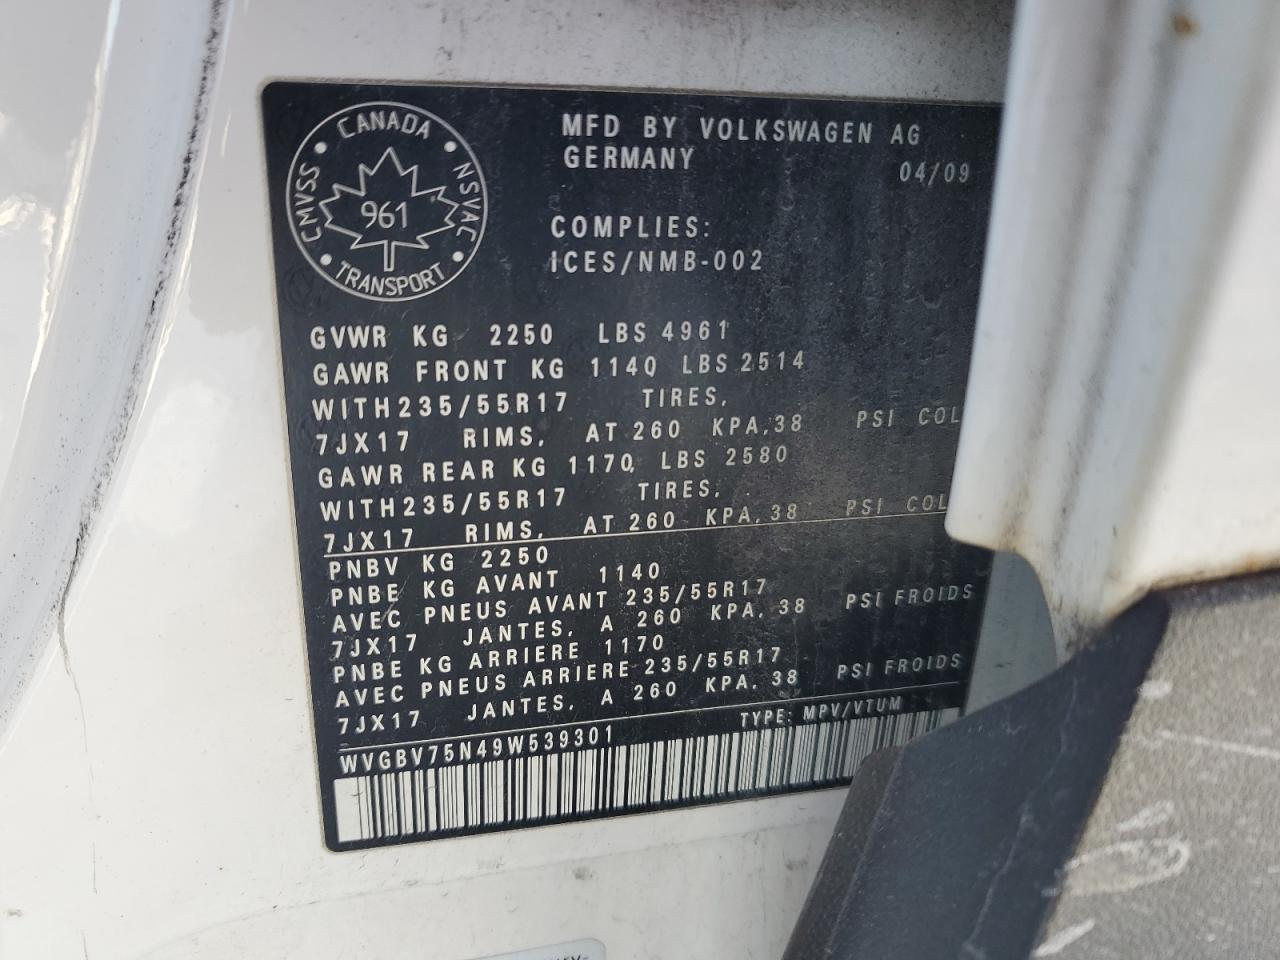 CANADA
CMVSS
NSVAC
961
TRANSPORT
MFD BY VOLKSWAGEN AG
GERMANY 04/09
COMPLIES:
ICES/NMB-002
GVWR KG 2250 LBS 4961
GAWR FRONT KG 1140 LBS 2514
WITH235/55R17 TIRES,
7JX17 RIMS, AT 260 KPA,38 PSI COL
GAWR REAR KG 1170, LBS 2580
WITH235/55R17 TIRES,
7JX17 RIMS, AT 260 KPA,38 PSI COL
PNBV KG 2250
PNBE KG AVANT 1140
AVEC PNEUS AVANT 235/55R17
7JX17 JANTES, A 260 KPA,38 PSI FROIDS
PNBE KG ARRIERE 1170
AVEC PNEUS ARRIERE 235/55R17
7JX17 JANTES, A 260 KPA,38 PSI FROIDS
TYPE: MPV/VTUM
WVGBV75N49W539301